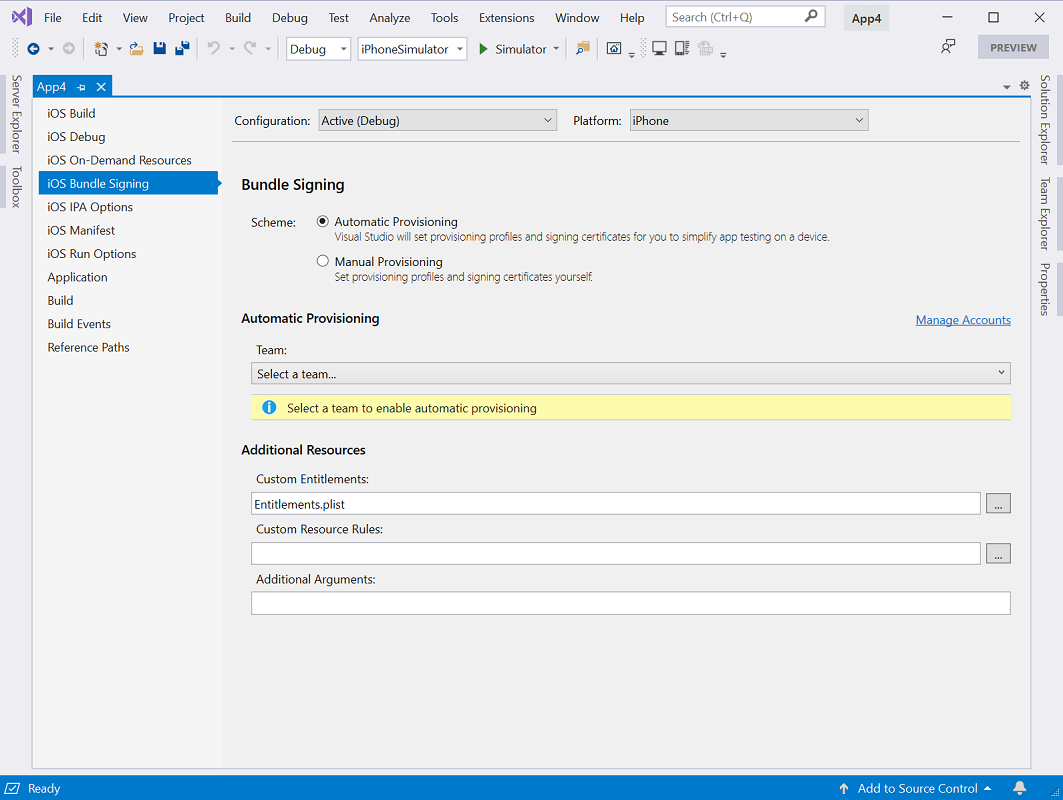 File Edit View Project Build Debug Test Analyze Tools Extensions Window Help Search (Ctrl+Q) App4
Debug iPhoneSimulator Simulator PREVIEW
Server Explorer
Toolbox
App4
iOS Build
iOS Debug
iOS On-Demand Resources
iOS Bundle Signing
iOS IPA Options
iOS Manifest
iOS Run Options
Application
Build
Build Events
Reference Paths
Configuration: Active (Debug) Platform: iPhone
Bundle Signing
Scheme: Automatic Provisioning
Visual Studio will set provisioning profiles and signing certificates for you to simplify app testing on a device.
Manual Provisioning
Set provisioning profiles and signing certificates yourself.
Automatic Provisioning Manage Accounts
Team:
Select a team...
Select a team to enable automatic provisioning
Additional Resources
Custom Entitlements:
Entitlements.plist ...
Custom Resource Rules:
...
Additional Arguments:
Solution Explorer
Team Explorer
Properties
Ready Add to Source Control